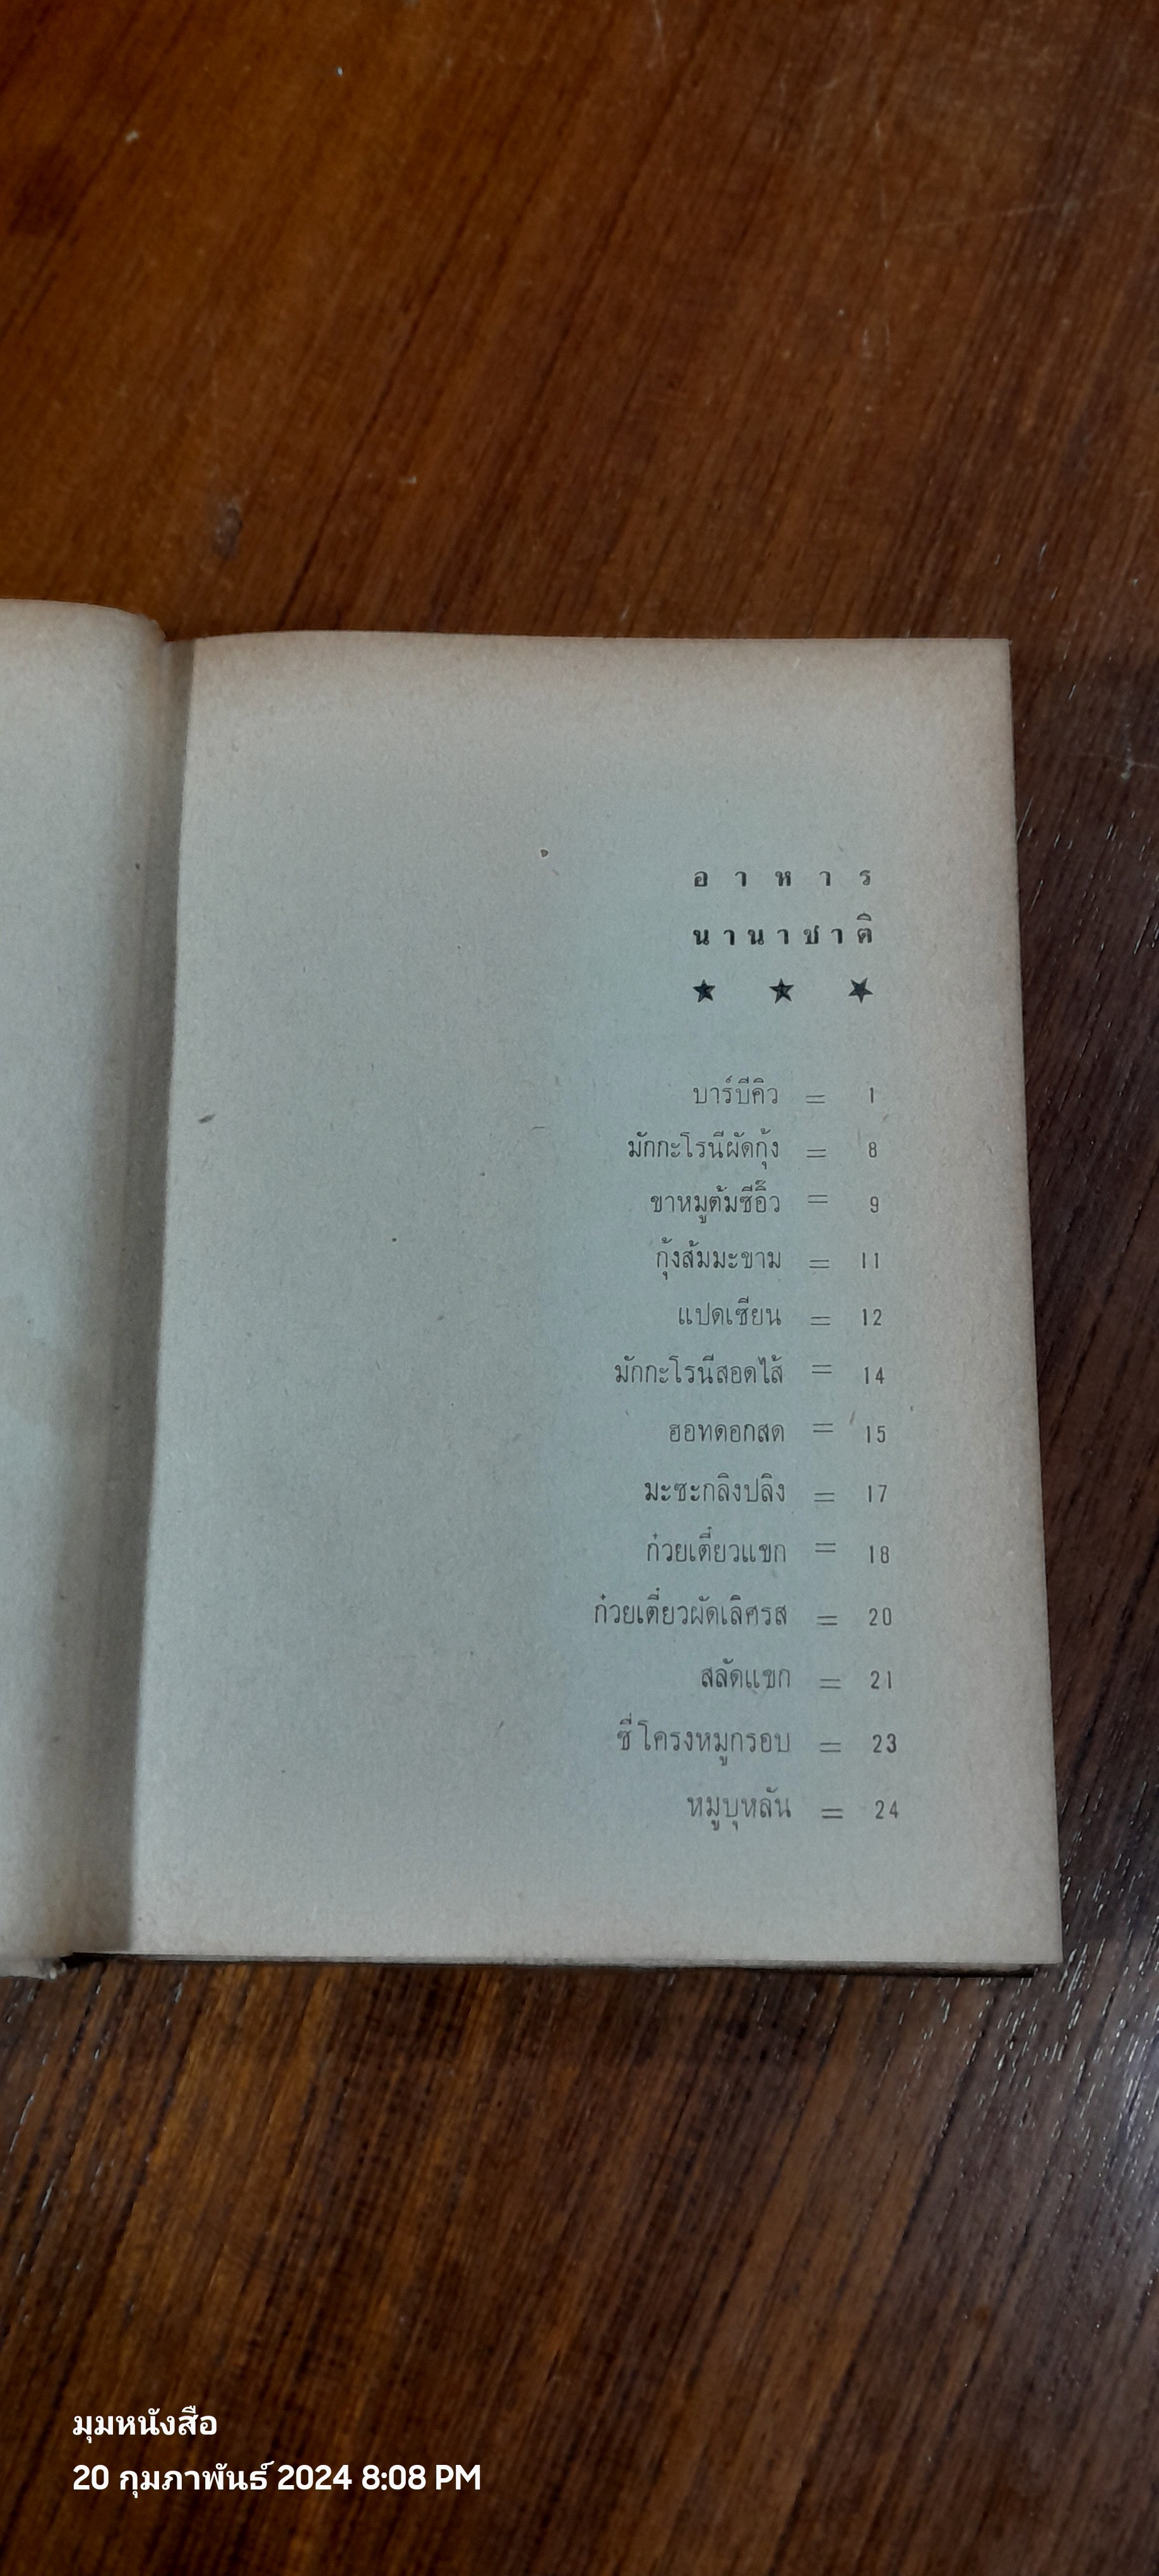 อ า ห า ร
น า น า ช า ติ
★ ★ ★
บาร์บีคิว = 1
มักกะโรนีผัดกุ้ง = 8
ขาหมูต้มซีอิ๊ว = 9
กุ้งส้มมะขาม = 11
แปดเซียน = 12
มักกะโรนีสอดไส้ = 14
ฮอทดอกสด = 15
มะซะกลิงปลิง = 17
ก๋วยเตี๋ยวแขก = 18
ก๋วยเตี๋ยวผัดเลิศรส = 20
สลัดแขก = 21
ซี่โครงหมูกรอบ = 23
หมูบุหลัน = 24
มุมหนังสือ
20 กุมภาพันธ์ 2024 8:08 PM